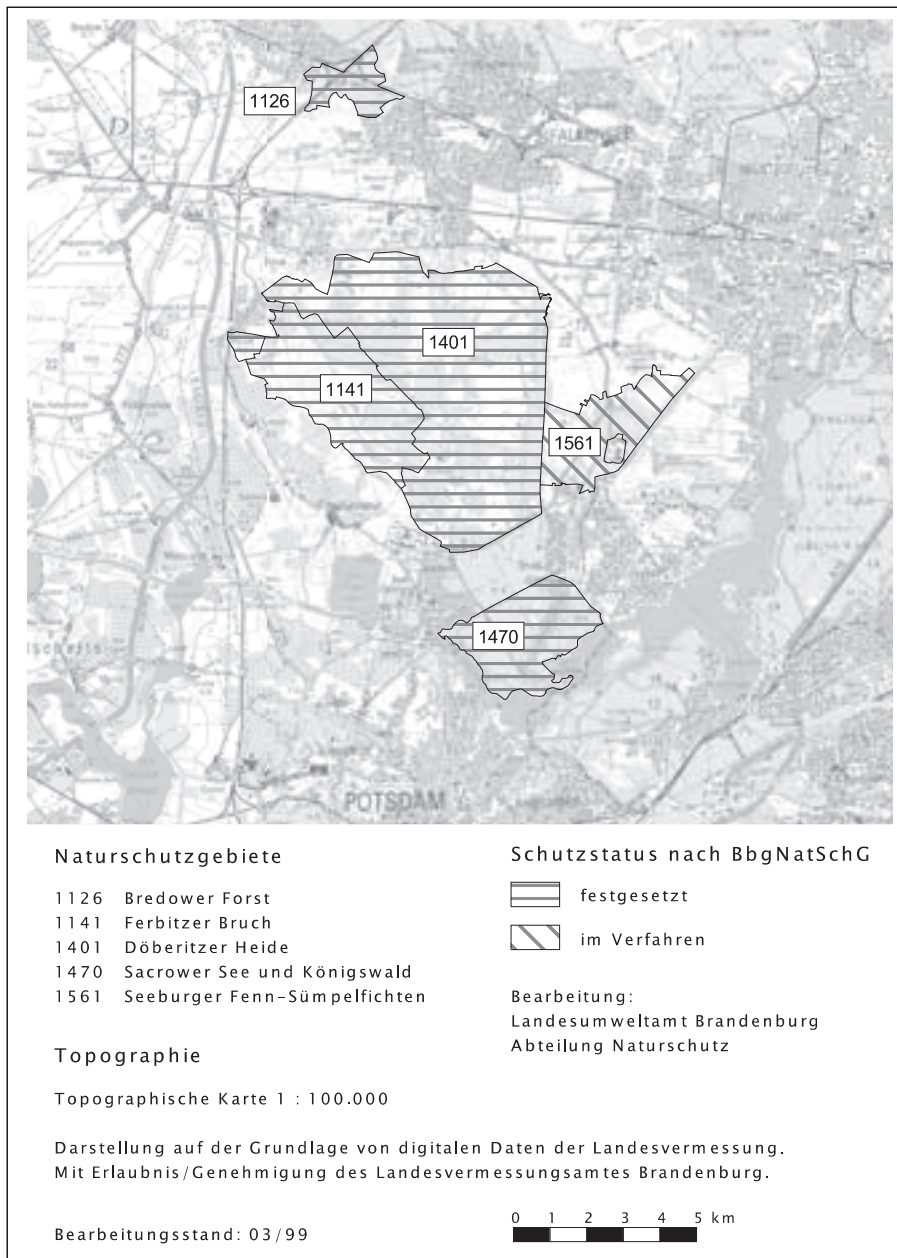 1126
FALKENSEE
1401
1141
1561
1470
POTSDAM
Naturschutzgebiete
1126 Bredower Forst
1141 Ferbitzer Bruch
1401 Döberitzer Heide
1470 Sacrower See und Königswald
1561 Seeburger Fenn-Sümpelfichten
Schutzstatus nach BbgNatSchG
festgesetzt
im Verfahren
Bearbeitung:
Landesumweltamt Brandenburg
Abteilung Naturschutz
Topographie
Topographische Karte 1 : 100.000
Darstellung auf der Grundlage von digitalen Daten der Landesvermessung.
Mit Erlaubnis/Genehmigung des Landesvermessungsamtes Brandenburg.
Bearbeitungsstand: 03/99
0 1 2 3 4 5 km